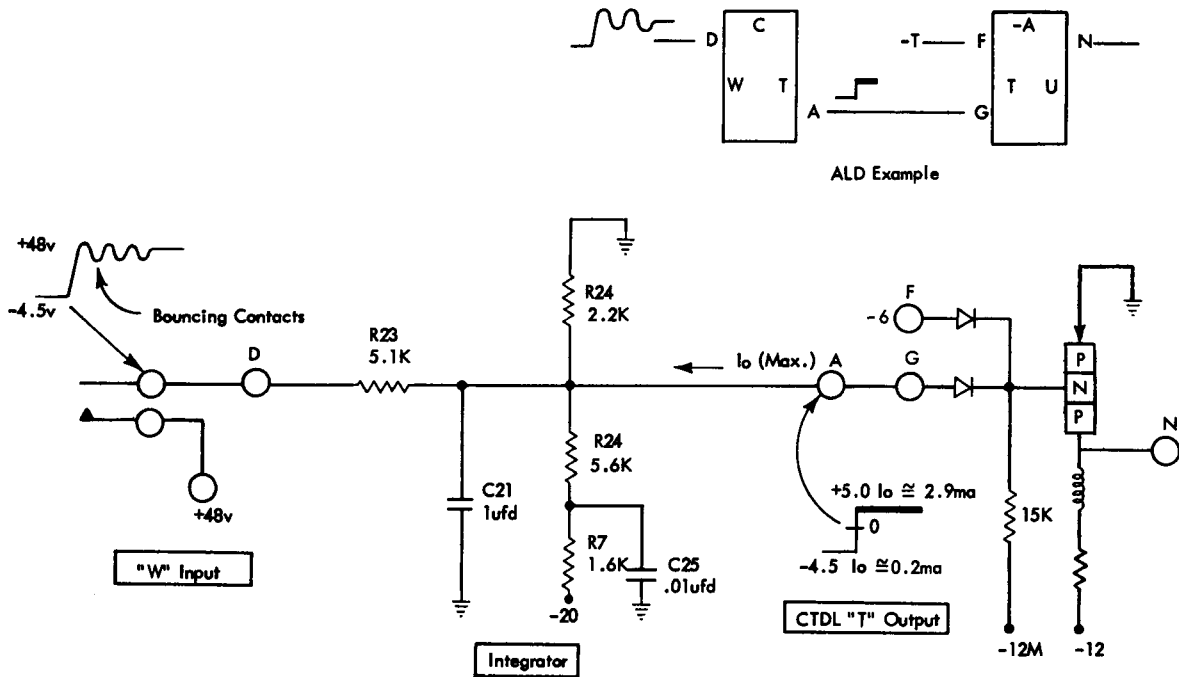 C
D
W T
A
-T
F
-A
T U
G
N
ALD Example
+48v
-4.5v
Bouncing Contacts
D
R23
5.1K
R24
2.2K
Io (Max.)
A
F
-6
G
P
N
P
N
+48v
"W" Input
C21
1ufd
R24
5.6K
R7
1.6K
-20
C25
.01ufd
Integrator
+5.0 Io ≅ 2.9ma
0
-4.5 Io ≅0.2ma
CTDL "T" Output
15K
-12M
-12